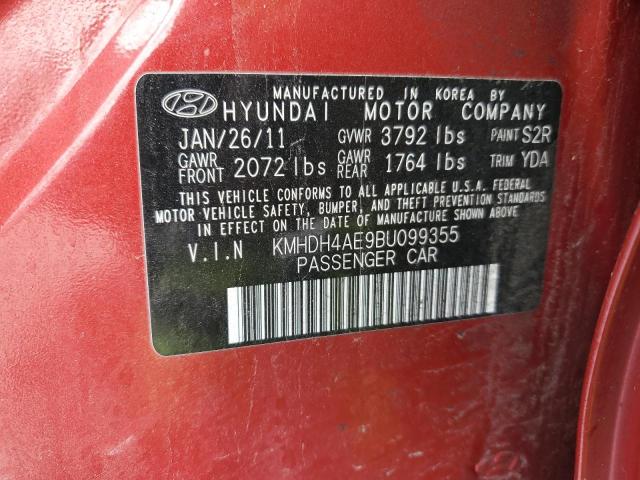 MANUFACTURED IN KOREA BY
HYUNDAI MOTOR COMPANY
JAN/26/11 GVWR 3792 lbs PAINT S2R
GAWR FRONT 2072 lbs GAWR REAR 1764 lbs TRIM YDA
THIS VEHICLE CONFORMS TO ALL APPLICABLE U.S.A. FEDERAL
MOTOR VEHICLE SAFETY, BUMPER, AND THEFT PREVENTION STANDARDS
IN EFFECT ON THE DATE OF MANUFACTURE SHOWN ABOVE.
V.I.N KMHDH4AE9BU099355
PASSENGER CAR